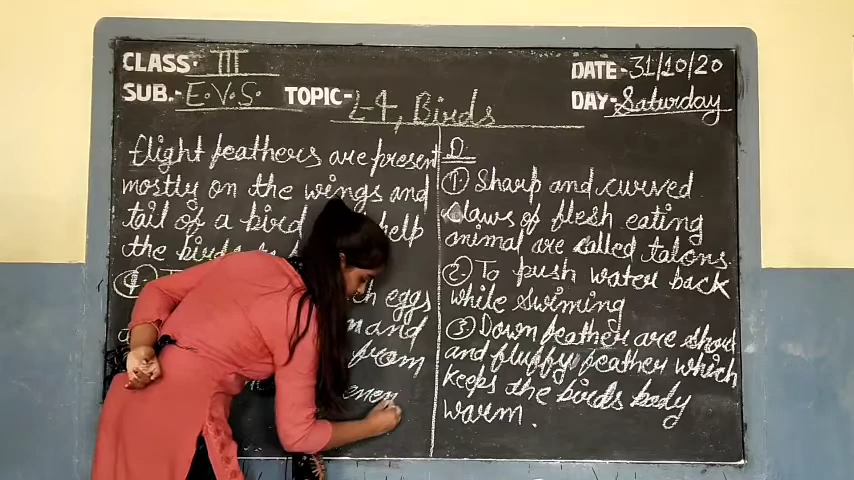 CLASS- III
SUB.- E.V.S.
TOPIC- L4, Birds
DATE- 31/10/20
DAY- Saturday
flight feathers are present
mostly on the wings and
tail of a bird help
the birds
4
eggs
and
from
D
① Sharp and curved
claws of flesh eating
animal are called talons.
② To push water back
while swiming
③ Down feather are short
and fluffy feather which
keeps the birds body
warm.